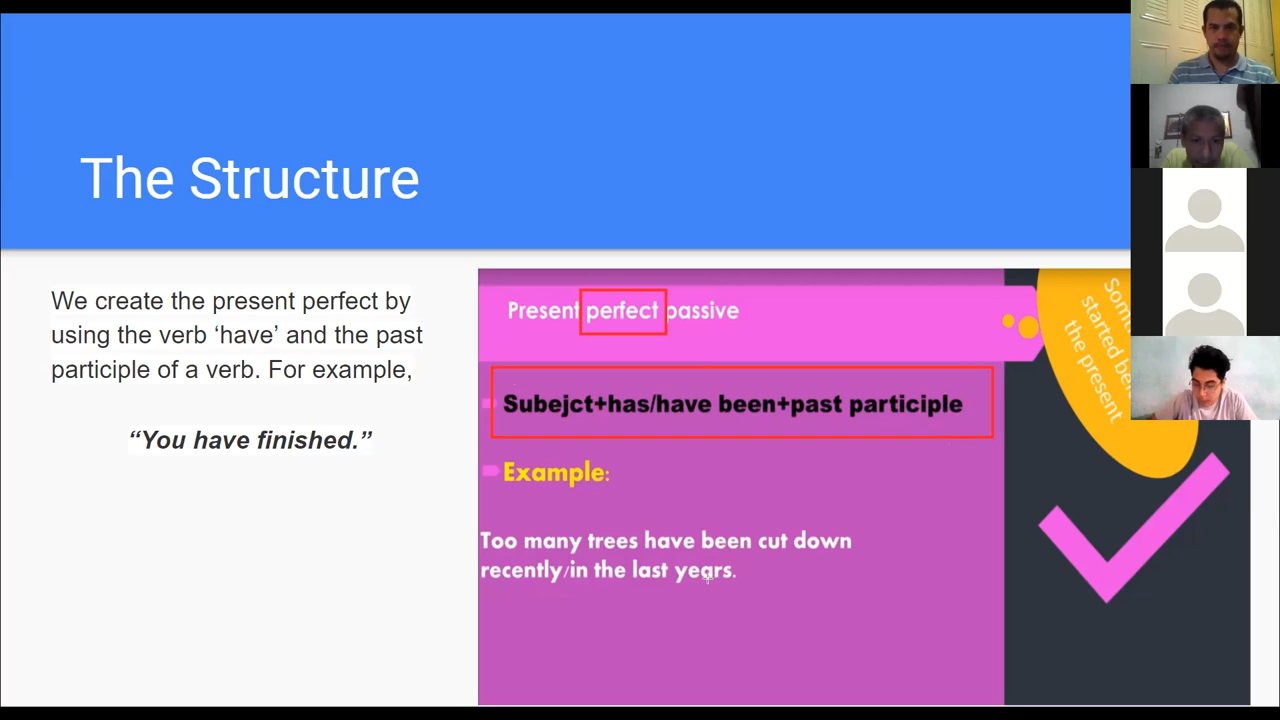 The Structure
We create the present perfect by
using the verb ‘have’ and the past
participle of a verb. For example,
“You have finished.”
Present perfect passive
Subejct+has/have been+past participle
Example:
Too many trees have been cut down
recently/in the last years.
started
the present